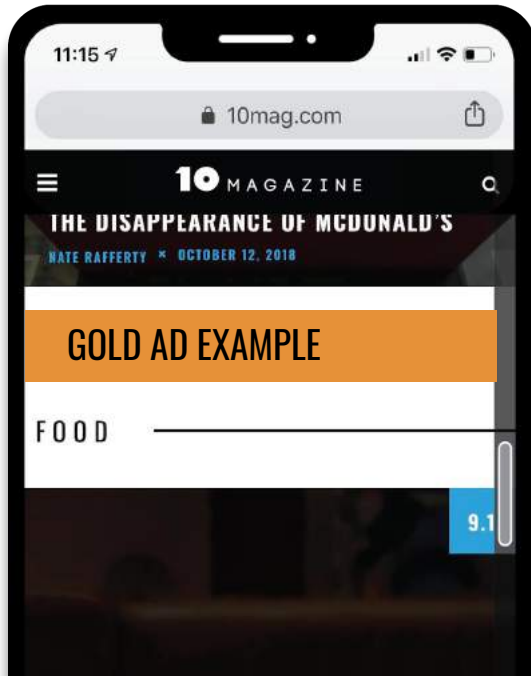 11:15
10mag.com
10 MAGAZINE
THE DISAPPEARANCE OF MCDONALD'S
NATE RAFFERTY × OCTOBER 12, 2018
GOLD AD EXAMPLE
FOOD
9.1